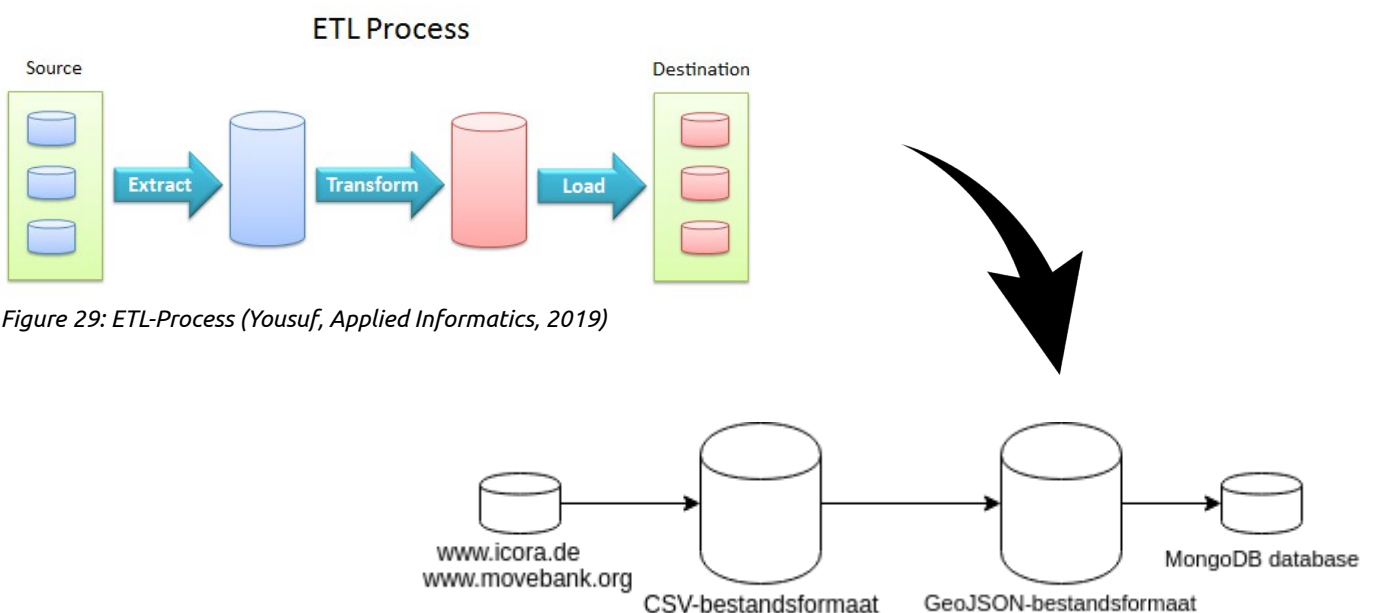 ETL Process
Source
Destination
Extract
Transform
Load
Figure 29: ETL-Process (Yousuf, Applied Informatics, 2019)
www.icora.de
www.movebank.org
CSV-bestandsformaat
GeoJSON-bestandsformaat
MongoDB database